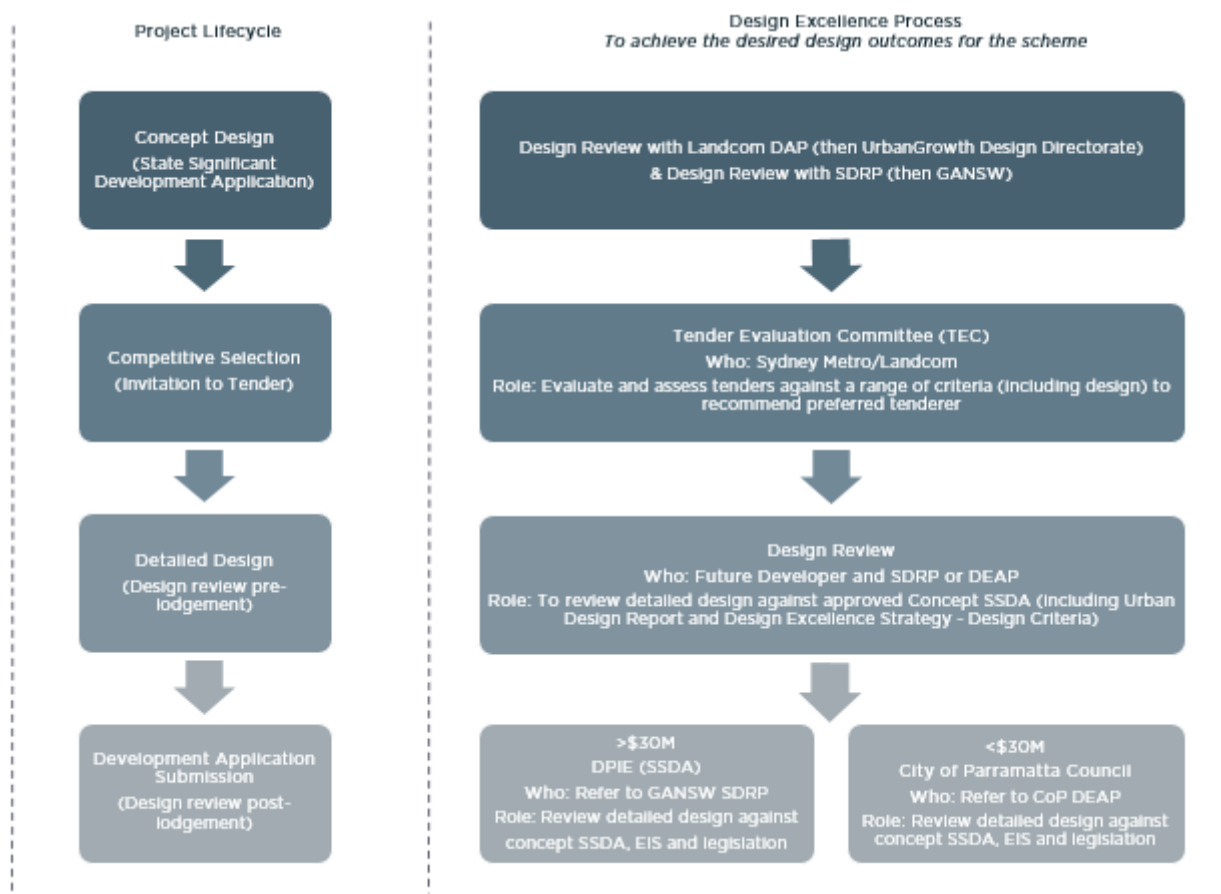 Project Lifecycle
Design Excellence Process
To achieve the desired design outcomes for the scheme
Concept Design
(State Significant
Development Application)
Design Review with Landcom DAP (then UrbanGrowth Design Directorate)
& Design Review with SDRP (then GANSW)
Competitive Selection
(Invitation to Tender)
Tender Evaluation Committee (TEC)
Who: Sydney Metro/Landcom
Role: Evaluate and assess tenders against a range of criteria (including design) to
recommend preferred tenderer
Detailed Design
(Design review pre-
lodgement)
Design Review
Who: Future Developer and SDRP or DEAP
Role: To review detailed design against approved Concept SSDA (including Urban
Design Report and Design Excellence Strategy - Design Criteria)
Development Application
Submission
(Design review post-
lodgement)
>$30M
DPIE (SSDA)
Who: Refer to GANSW SDRP
Role: Review detailed design against
concept SSDA, EIS and legislation
<$30M
City of Parramatta Council
Who: Refer to CoP DEAP
Role: Review detailed design against
concept SSDA, EIS and legislation